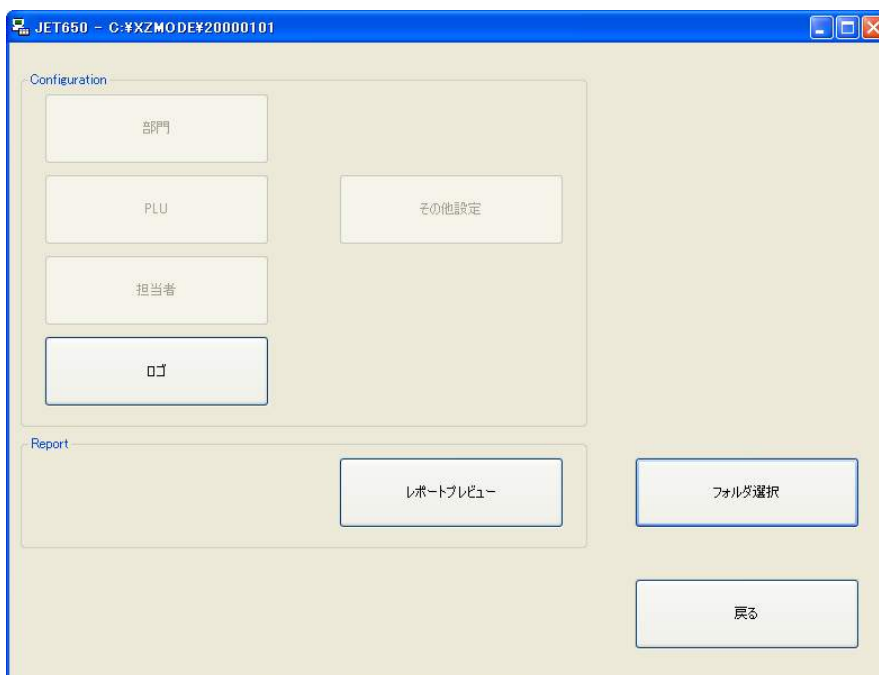 JET650 - C:¥XZMODE¥20000101
Configuration
部門
PLU
その他設定
担当者
ロゴ
Report
レポートプレビュー
フォルダ選択
戻る